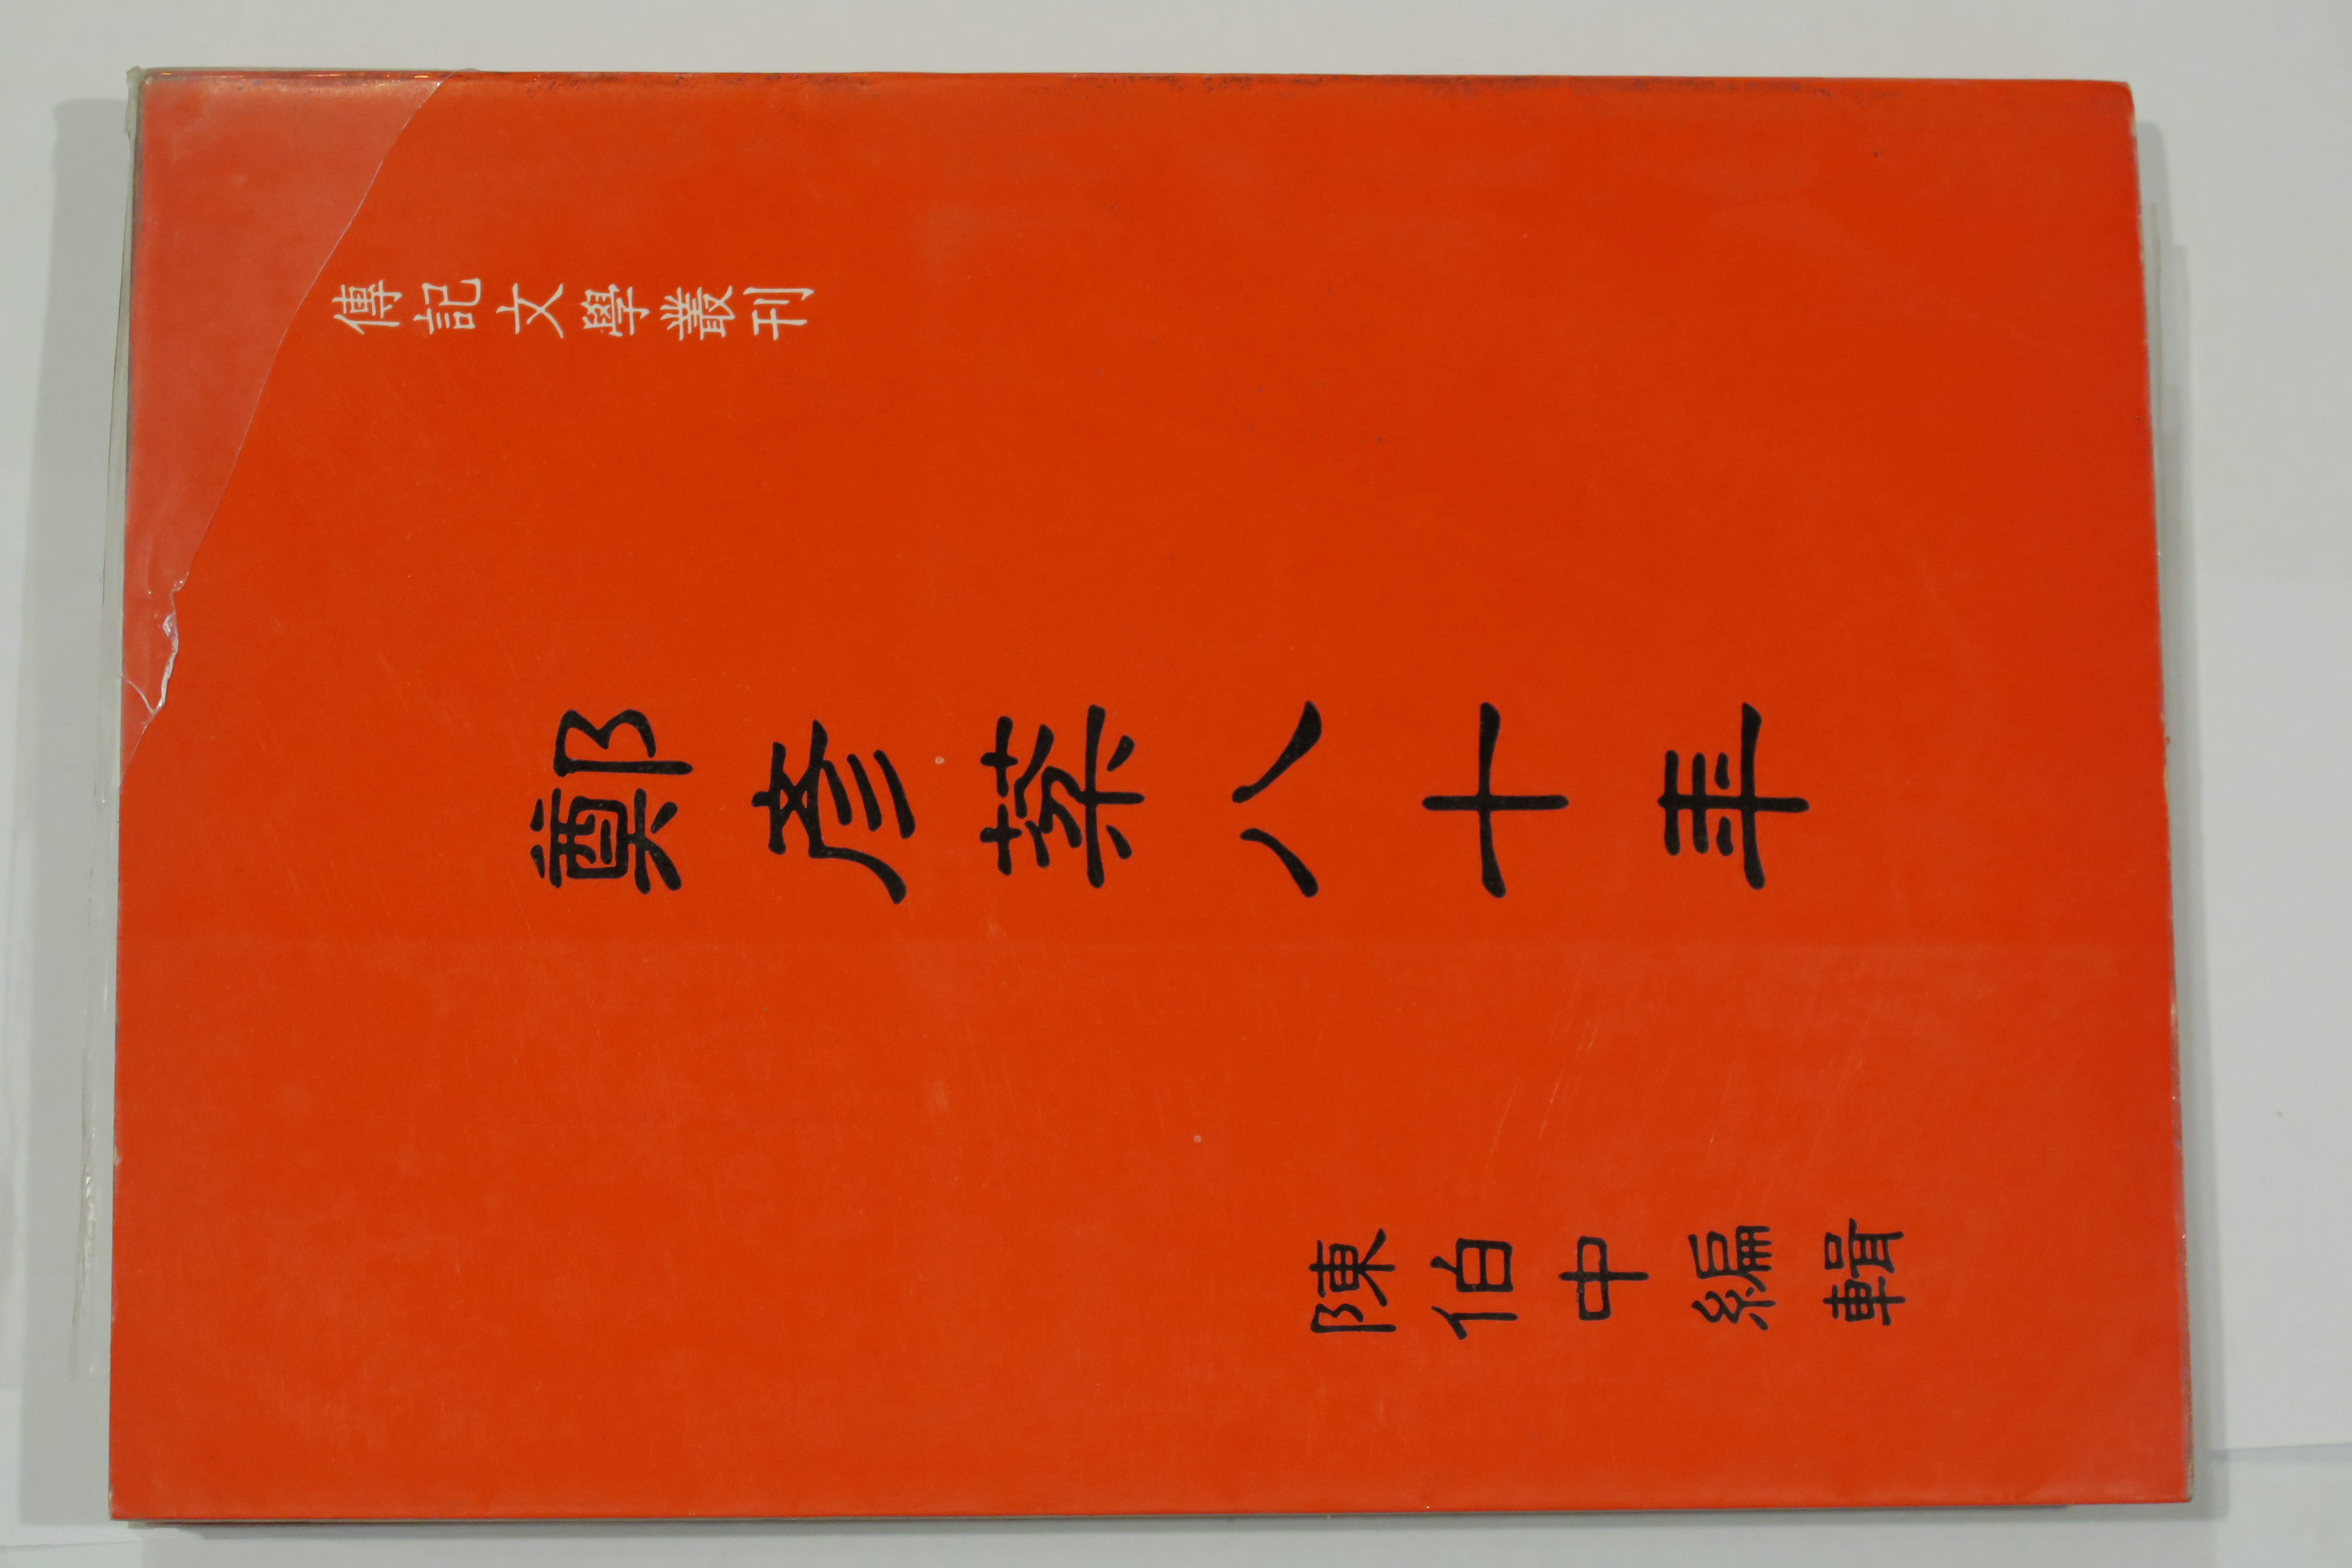 傳記文學叢刊
鄭彥棻八十年
陳伯中編輯